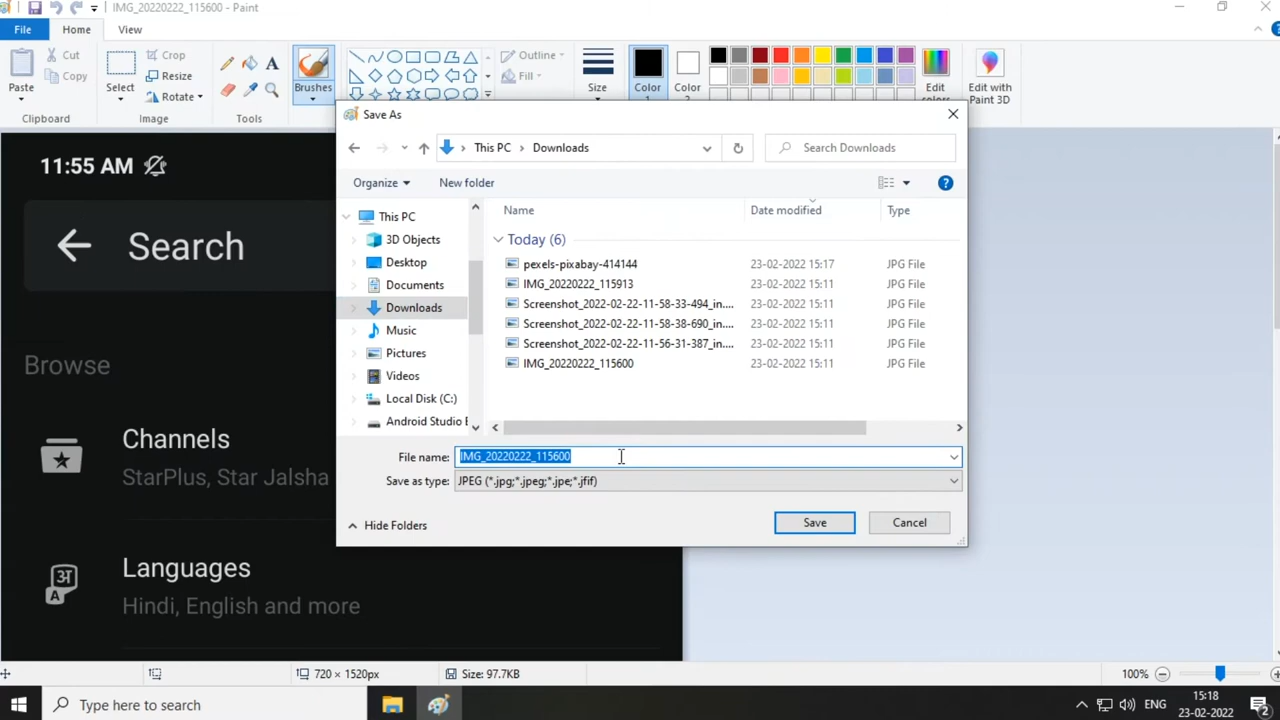 IMG_20220222_115600 - Paint
File Home View
Paste Cut Copy
Clipboard
Select Crop Resize Rotate
Image
Tools
Brushes
Outline Fill
Size
Color 1
Color 2
Edit colors
Edit with Paint 3D
Save As
This PC Downloads
Search Downloads
Organize New folder
Name Date modified Type
This PC
3D Objects
Desktop
Documents
Downloads
Music
Pictures
Videos
Local Disk (C:)
Android Studio E
Today (6)
pexels-pixabay-414144 23-02-2022 15:17 JPG File
IMG_20220222_115913 23-02-2022 15:11 JPG File
Screenshot_2022-02-22-11-58-33-494_in.... 23-02-2022 15:11 JPG File
Screenshot_2022-02-22-11-58-38-690_in.... 23-02-2022 15:11 JPG File
Screenshot_2022-02-22-11-56-31-387_in.... 23-02-2022 15:11 JPG File
IMG_20220222_115600 23-02-2022 15:11 JPG File
File name: IMG_20220222_115600
Save as type: JPEG (*.jpg;*.jpeg;*.jpe;*.jfif)
Hide Folders Save Cancel
11:55 AM
Search
Browse
Channels
StarPlus, Star Jalsha
अ A
Languages
Hindi, English and more
720 × 1520px Size: 97.7KB 100%
Type here to search
ENG 15:18
23-02-2022
2